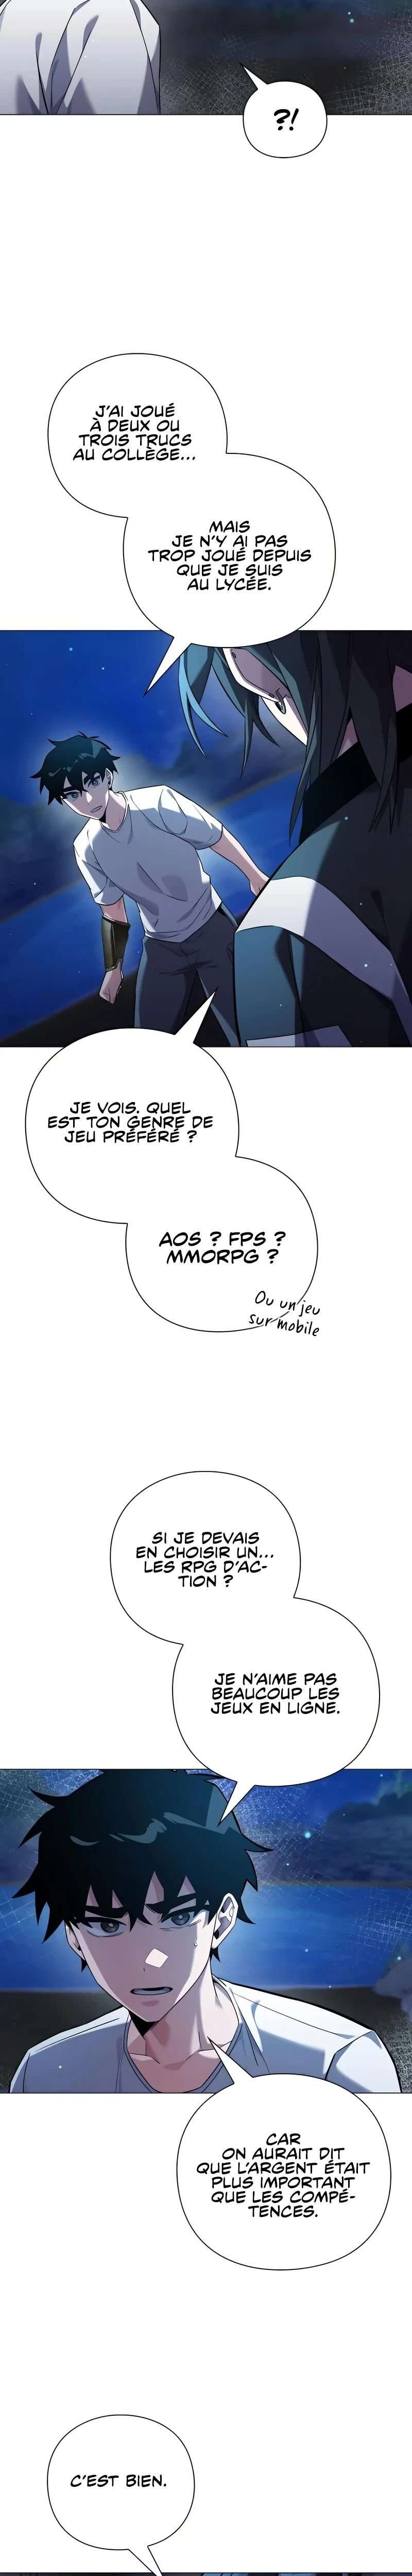 ?!
J'AI JOUÉ
À DEUX OU
TROIS TRUCS
AU COLLÈGE...
MAIS
JE N'Y AI PAS
TROP JOUÉ DEPUIS
QUE JE SUIS
AU LYCÉE.
JE VOIS. QUEL
EST TON GENRE DE
JEU PRÉFÉRÉ ?
AOS ? FPS ?
MMORPG ?
Ou un jeu
sur mobile
SI JE DEVAIS
EN CHOISIR UN...
LES RPG D'AC-
TION ?
JE N'AIME PAS
BEAUCOUP LES
JEUX EN LIGNE.
CAR
ON AURAIT DIT
QUE L'ARGENT ÉTAIT
PLUS IMPORTANT
QUE LES COMPÉ-
TENCES.
C'EST BIEN.